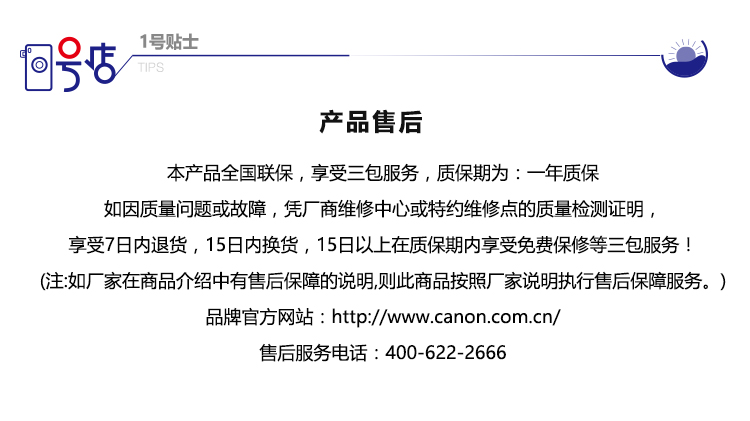 1号店
1号贴士
TIPS
产品售后
本产品全国联保，享受三包服务，质保期为：一年质保
如因质量问题或故障，凭厂商维修中心或特约维修点的质量检测证明，
享受7日内退货，15日内换货，15日以上在质保期内享受免费保修等三包服务！
(注:如厂家在商品介绍中有售后保障的说明,则此商品按照厂家说明执行售后保障服务。)
品牌官方网站：http://www.canon.com.cn/
售后服务电话：400-622-2666